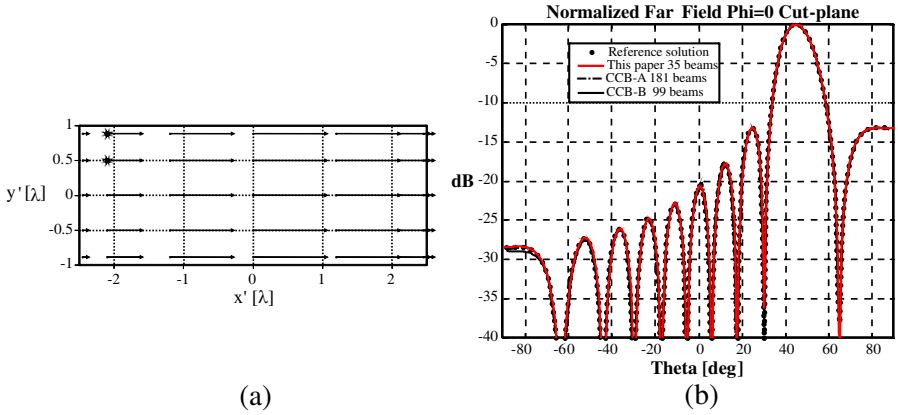 1
0.5
0
-0.5
-1
y' [λ]
-2
-1
0
1
2
x' [λ]
(a)
Normalized Far Field Phi=0 Cut-plane
Reference solution
This paper 35 beams
CCB-A 181 beams
CCB-B 99 beams
0
-5
-10
-15
-20
-25
-30
-35
-40
dB
-80
-60
-40
-20
0
20
40
60
80
Theta [deg]
(b)